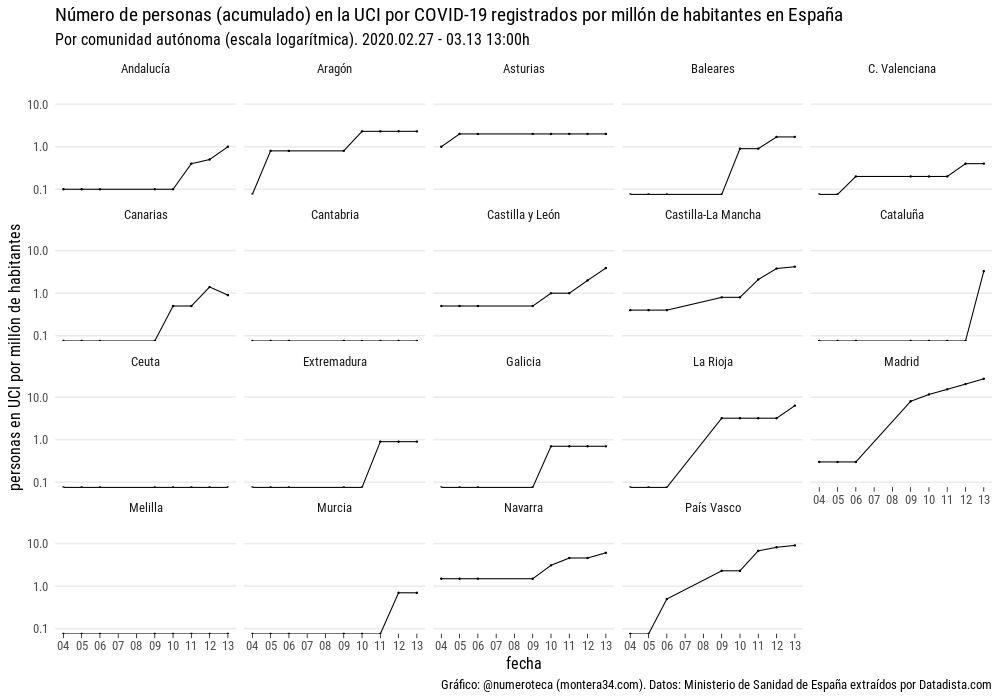 Número de personas (acumulado) en la UCI por COVID-19 registrados por millón de habitantes en España
Por comunidad autónoma (escala logarítmica). 2020.02.27 - 03.13 13:00h
Andalucía Aragón Asturias Baleares C. Valenciana
10.0
1.0
0.1
Canarias Cantabria Castilla y León Castilla-La Mancha Cataluña
10.0
1.0
0.1
Ceuta Extremadura Galicia La Rioja Madrid
10.0
1.0
0.1
04 05 06 07 08 09 10 11 12 13
Melilla Murcia Navarra País Vasco
10.0
1.0
0.1
04 05 06 07 08 09 10 11 12 13 04 05 06 07 08 09 10 11 12 13 04 05 06 07 08 09 10 11 12 13 04 05 06 07 08 09 10 11 12 13
personas en UCI por millón de habitantes
fecha
Gráfico: @numeroteca (montera34.com). Datos: Ministerio de Sanidad de España extraídos por Datadista.com